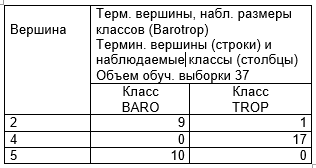 Вершина
Терм. вершины, набл. размеры
классов (Barotrop)
Термин. вершины (строки) и
наблюдаемые классы (столбцы)
Объем обуч. выборки 37
Класс BARO
Класс TROP
2 9 1
4 0 17
5 10 0